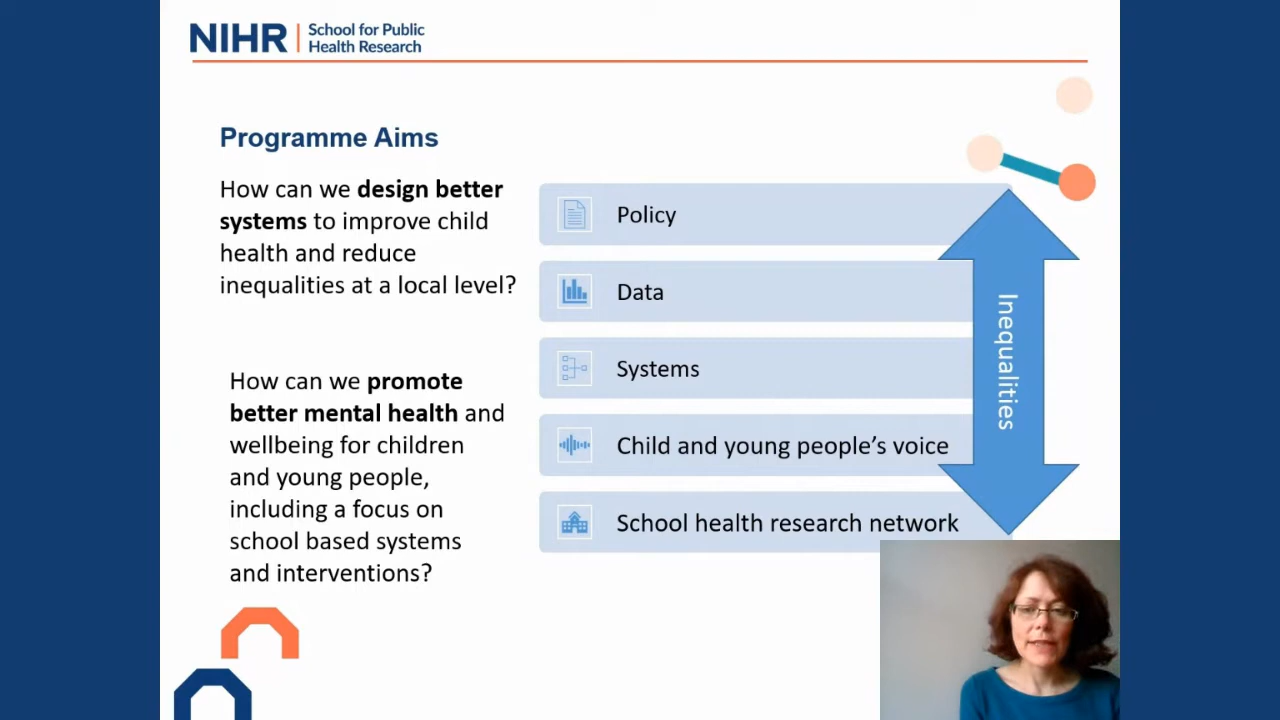 NIHR | School for Public
Health Research
Programme Aims
How can we design better
systems to improve child
health and reduce
inequalities at a local level?
How can we promote
better mental health and
wellbeing for children
and young people,
including a focus on
school based systems
and interventions?
Policy
Data
Systems
Child and young people’s voice
School health research network
Inequalities